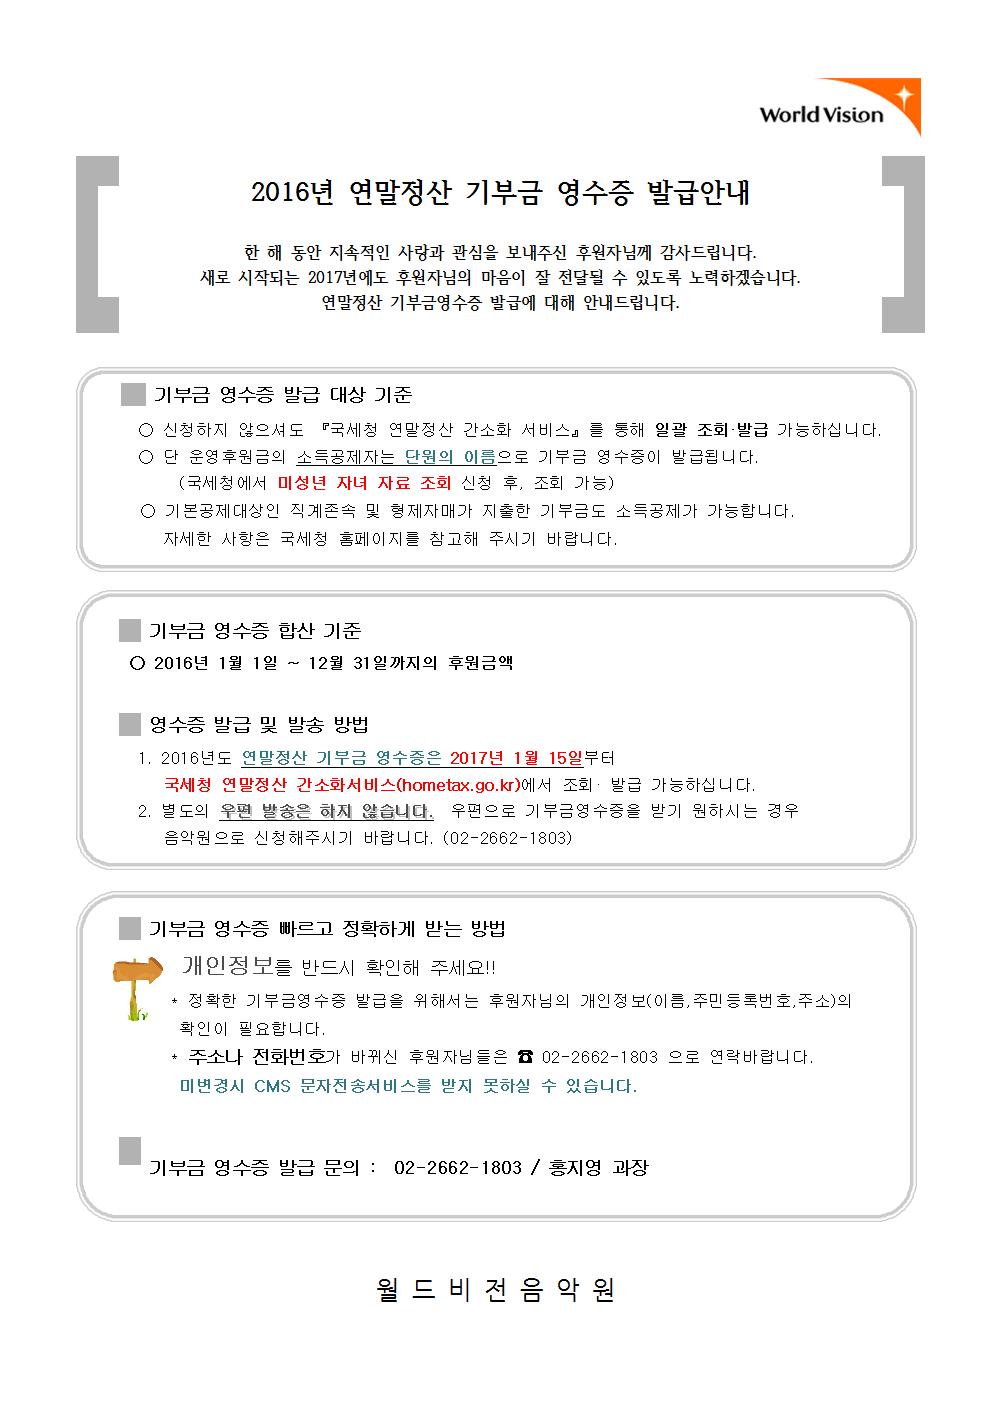 World Vision
2016년 연말정산 기부금 영수증 발급안내
한 해 동안 지속적인 사랑과 관심을 보내주신 후원자님께 감사드립니다.
새로 시작되는 2017년에도 후원자님의 마음이 잘 전달될 수 있도록 노력하겠습니다.
연말정산 기부금영수증 발급에 대해 안내드립니다.
기부금 영수증 발급 대상 기준
○ 신청하지 않으셔도 『국세청 연말정산 간소화 서비스』를 통해 일괄 조회·발급 가능하십니다.
○ 단 운영후원금의 소득공제자는 단원의 이름으로 기부금 영수증이 발급됩니다.
(국세청에서 미성년 자녀 자료 조회 신청 후, 조회 가능)
○ 기본공제대상인 직계존속 및 형제자매가 지출한 기부금도 소득공제가 가능합니다.
자세한 사항은 국세청 홈페이지를 참고해 주시기 바랍니다.
기부금 영수증 합산 기준
○ 2016년 1월 1일 ~ 12월 31일까지의 후원금액
영수증 발급 및 발송 방법
1. 2016년도 연말정산 기부금 영수증은 2017년 1월 15일부터
국세청 연말정산 간소화서비스(hometax.go.kr)에서 조회· 발급 가능하십니다.
2. 별도의 우편 발송은 하지 않습니다. 우편으로 기부금영수증을 받기 원하시는 경우
음악원으로 신청해주시기 바랍니다. (02-2662-1803)
기부금 영수증 빠르고 정확하게 받는 방법
개인정보를 반드시 확인해 주세요!!
* 정확한 기부금영수증 발급을 위해서는 후원자님의 개인정보(이름,주민등록번호,주소)의
확인이 필요합니다.
* 주소나 전화번호가 바뀌신 후원자님들은 ☎ 02-2662-1803 으로 연락바랍니다.
미변경시 CMS 문자전송서비스를 받지 못하실 수 있습니다.
기부금 영수증 발급 문의 : 02-2662-1803 / 홍지영 과장
월드비전음악원